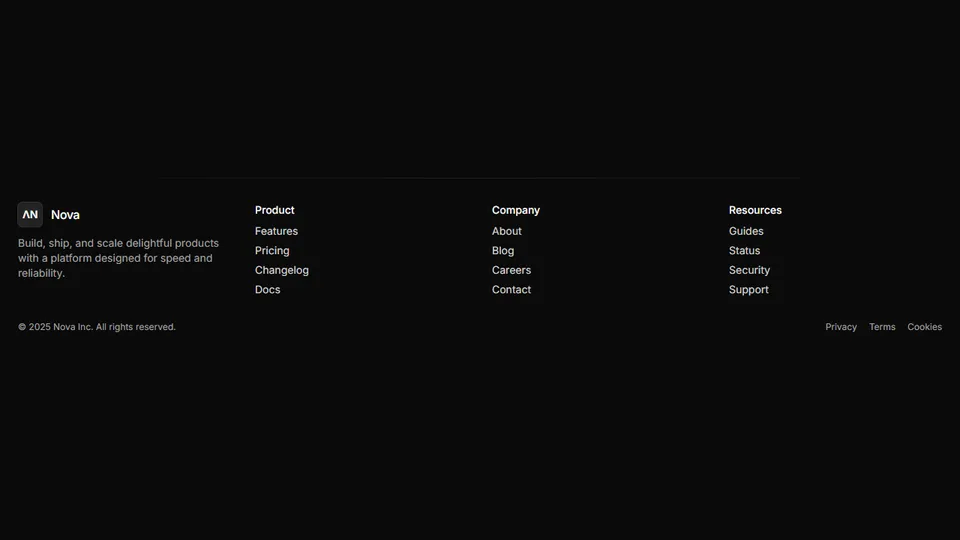 ΛN Nova
Build, ship, and scale delightful products
with a platform designed for speed and
reliability.
Product
Features
Pricing
Changelog
Docs
Company
About
Blog
Careers
Contact
Resources
Guides
Status
Security
Support
© 2025 Nova Inc. All rights reserved.
Privacy Terms Cookies